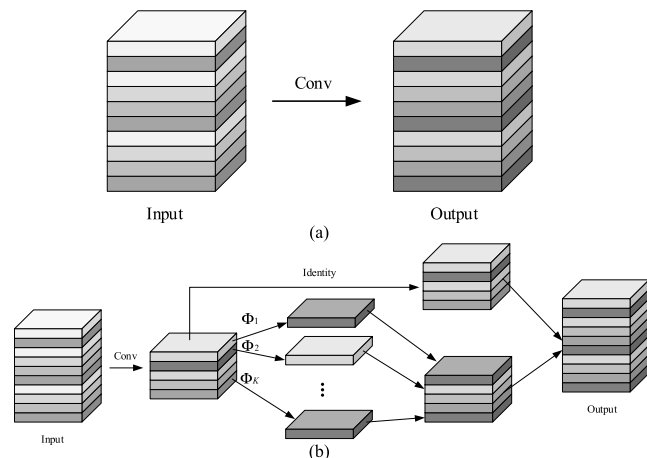 Conv
Input
Output
(a)
Identity
Φ1
Conv
Φ2
ΦK
Input
Output
(b)